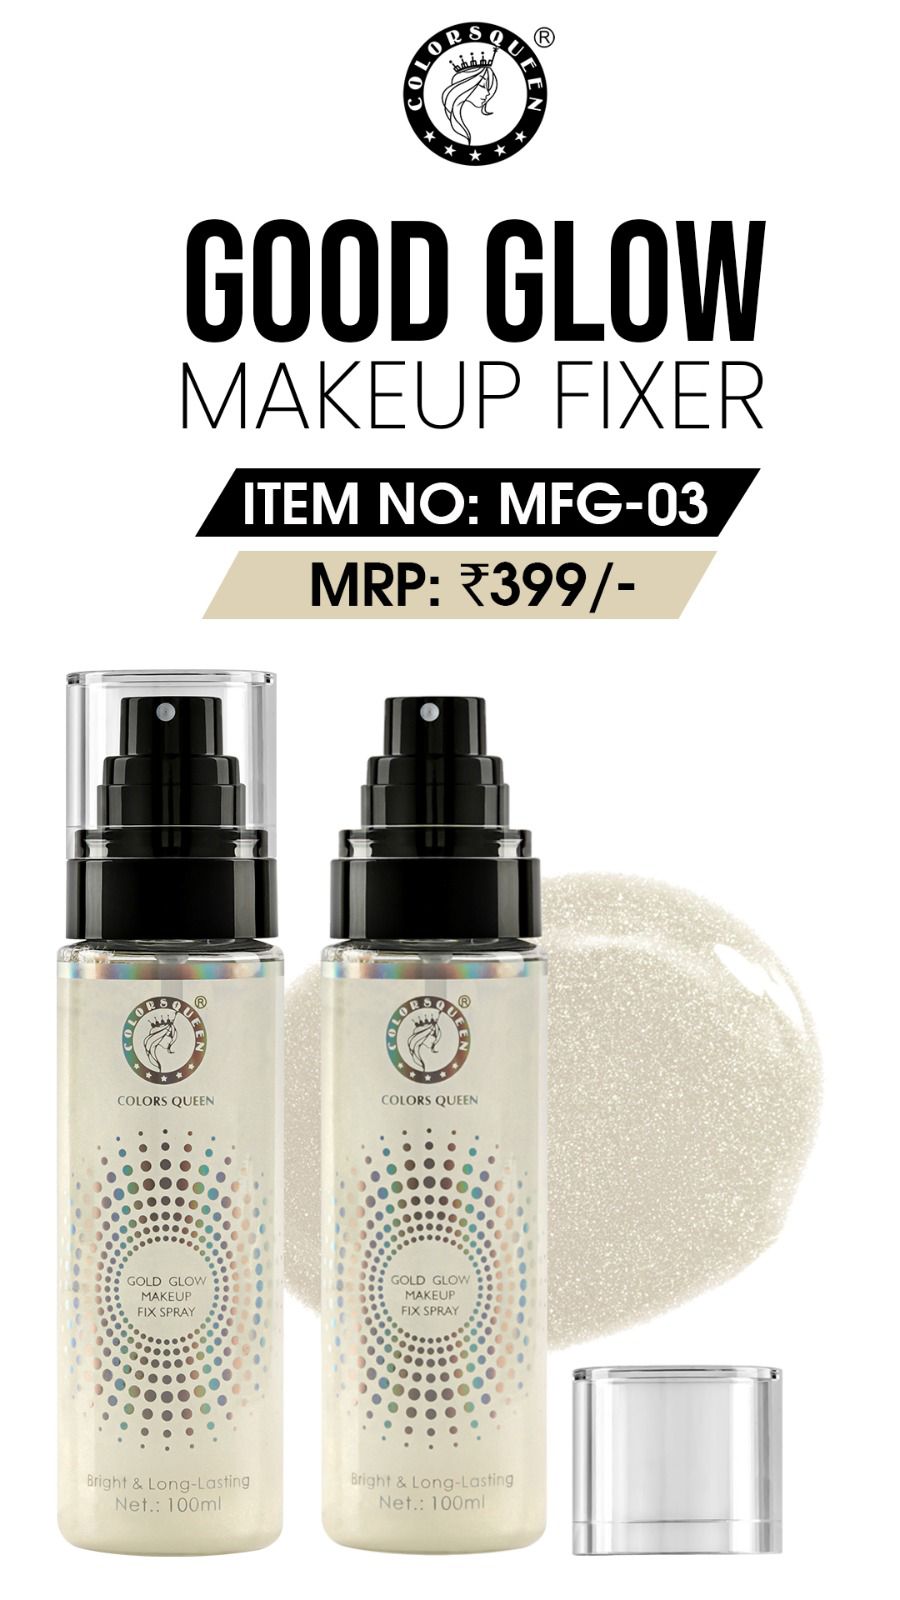 COLORSQUEEN ®
GOOD GLOW
MAKEUP FIXER
ITEM NO: MFG-03
MRP: ₹399/-
COLORSQUEEN ®
COLORS QUEEN
GOLD GLOW
MAKEUP
FIX SPRAY
Bright & Long-Lasting
Net.: 100ml
COLORSQUEEN ®
COLORS QUEEN
GOLD GLOW
MAKEUP
FIX SPRAY
Bright & Long-Lasting
Net.: 100ml